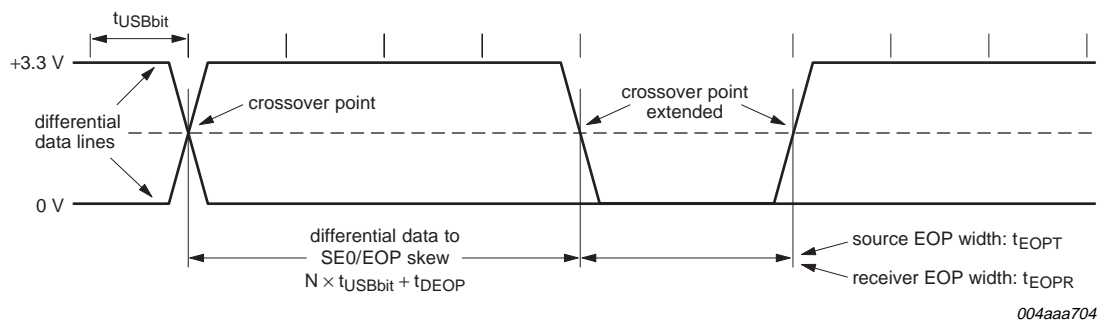 tUSBbit
+3.3 V
crossover point
crossover point
extended
differential
data lines
0 V
differential data to
SE0/EOP skew
N × tUSBbit + tDEOP
source EOP width: tEOPT
receiver EOP width: tEOPR
004aaa704